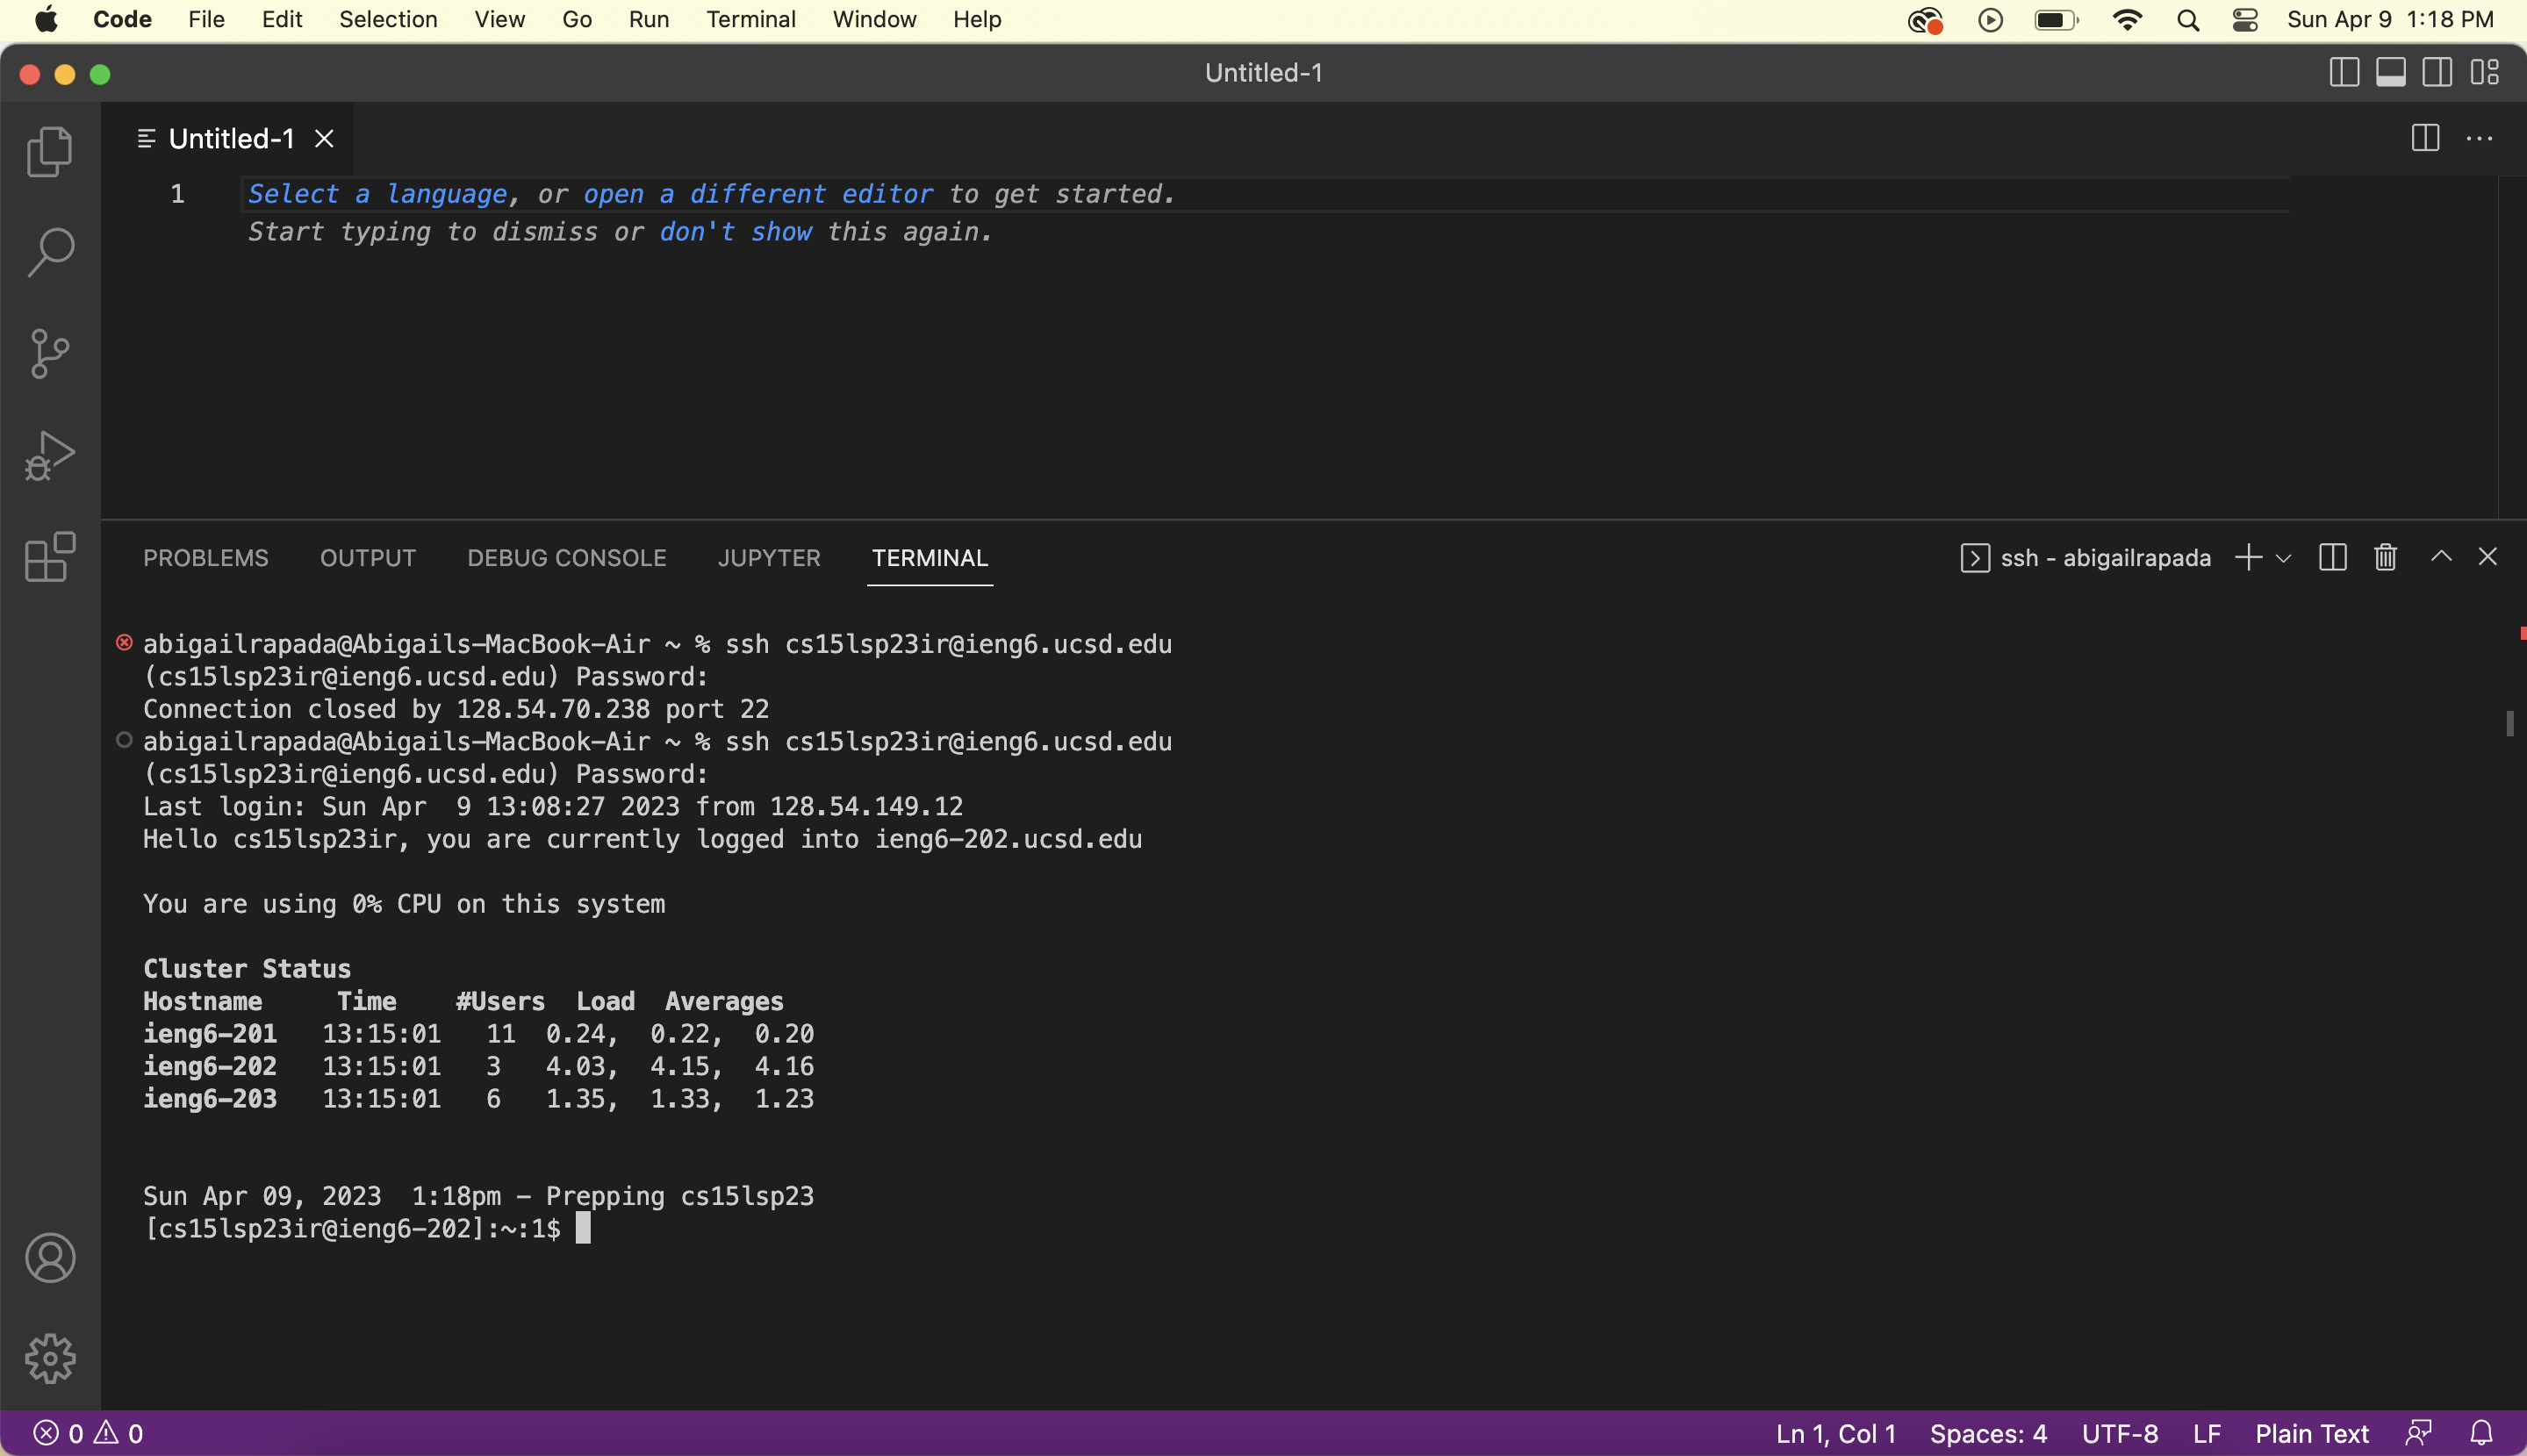 Code File Edit Selection View Go Run Terminal Window Help Sun Apr 9 1:18 PM
Untitled-1
Untitled-1
1 Select a language, or open a different editor to get started.
Start typing to dismiss or don't show this again.
PROBLEMS OUTPUT DEBUG CONSOLE JUPYTER TERMINAL ssh - abigailrapada
abigailrapada@Abigails-MacBook-Air ~ % ssh cs15lsp23ir@ieng6.ucsd.edu
(cs15lsp23ir@ieng6.ucsd.edu) Password:
Connection closed by 128.54.70.238 port 22
abigailrapada@Abigails-MacBook-Air ~ % ssh cs15lsp23ir@ieng6.ucsd.edu
(cs15lsp23ir@ieng6.ucsd.edu) Password:
Last login: Sun Apr  9 13:08:27 2023 from 128.54.149.12
Hello cs15lsp23ir, you are currently logged into ieng6-202.ucsd.edu
You are using 0% CPU on this system
Cluster Status
Hostname     Time    #Users  Load  Averages
ieng6-201   13:15:01   11  0.24,  0.22,  0.20
ieng6-202   13:15:01   3   4.03,  4.15,  4.16
ieng6-203   13:15:01   6   1.35,  1.33,  1.23
Sun Apr 09, 2023  1:18pm - Prepping cs15lsp23
[cs15lsp23ir@ieng6-202]:~:1$
0 0 Ln 1, Col 1 Spaces: 4 UTF-8 LF Plain Text